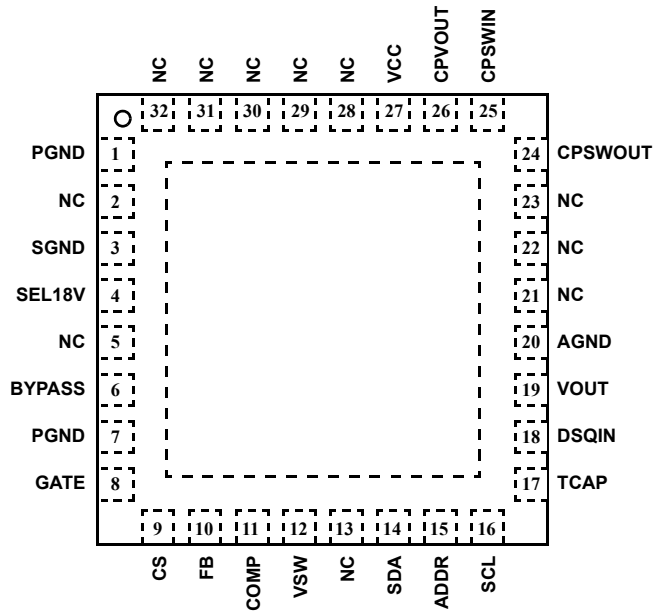 NC NC NC NC NC VCC CPVOUT CPSWIN
32 31 30 29 28 27 26 25
PGND 1 24 CPSWOUT
NC 2 23 NC
SGND 3 22 NC
SEL18V 4 21 NC
NC 5 20 AGND
BYPASS 6 19 VOUT
PGND 7 18 DSQIN
GATE 8 17 TCAP
9 10 11 12 13 14 15 16
CS FB COMP VSW NC SDA ADDR SCL